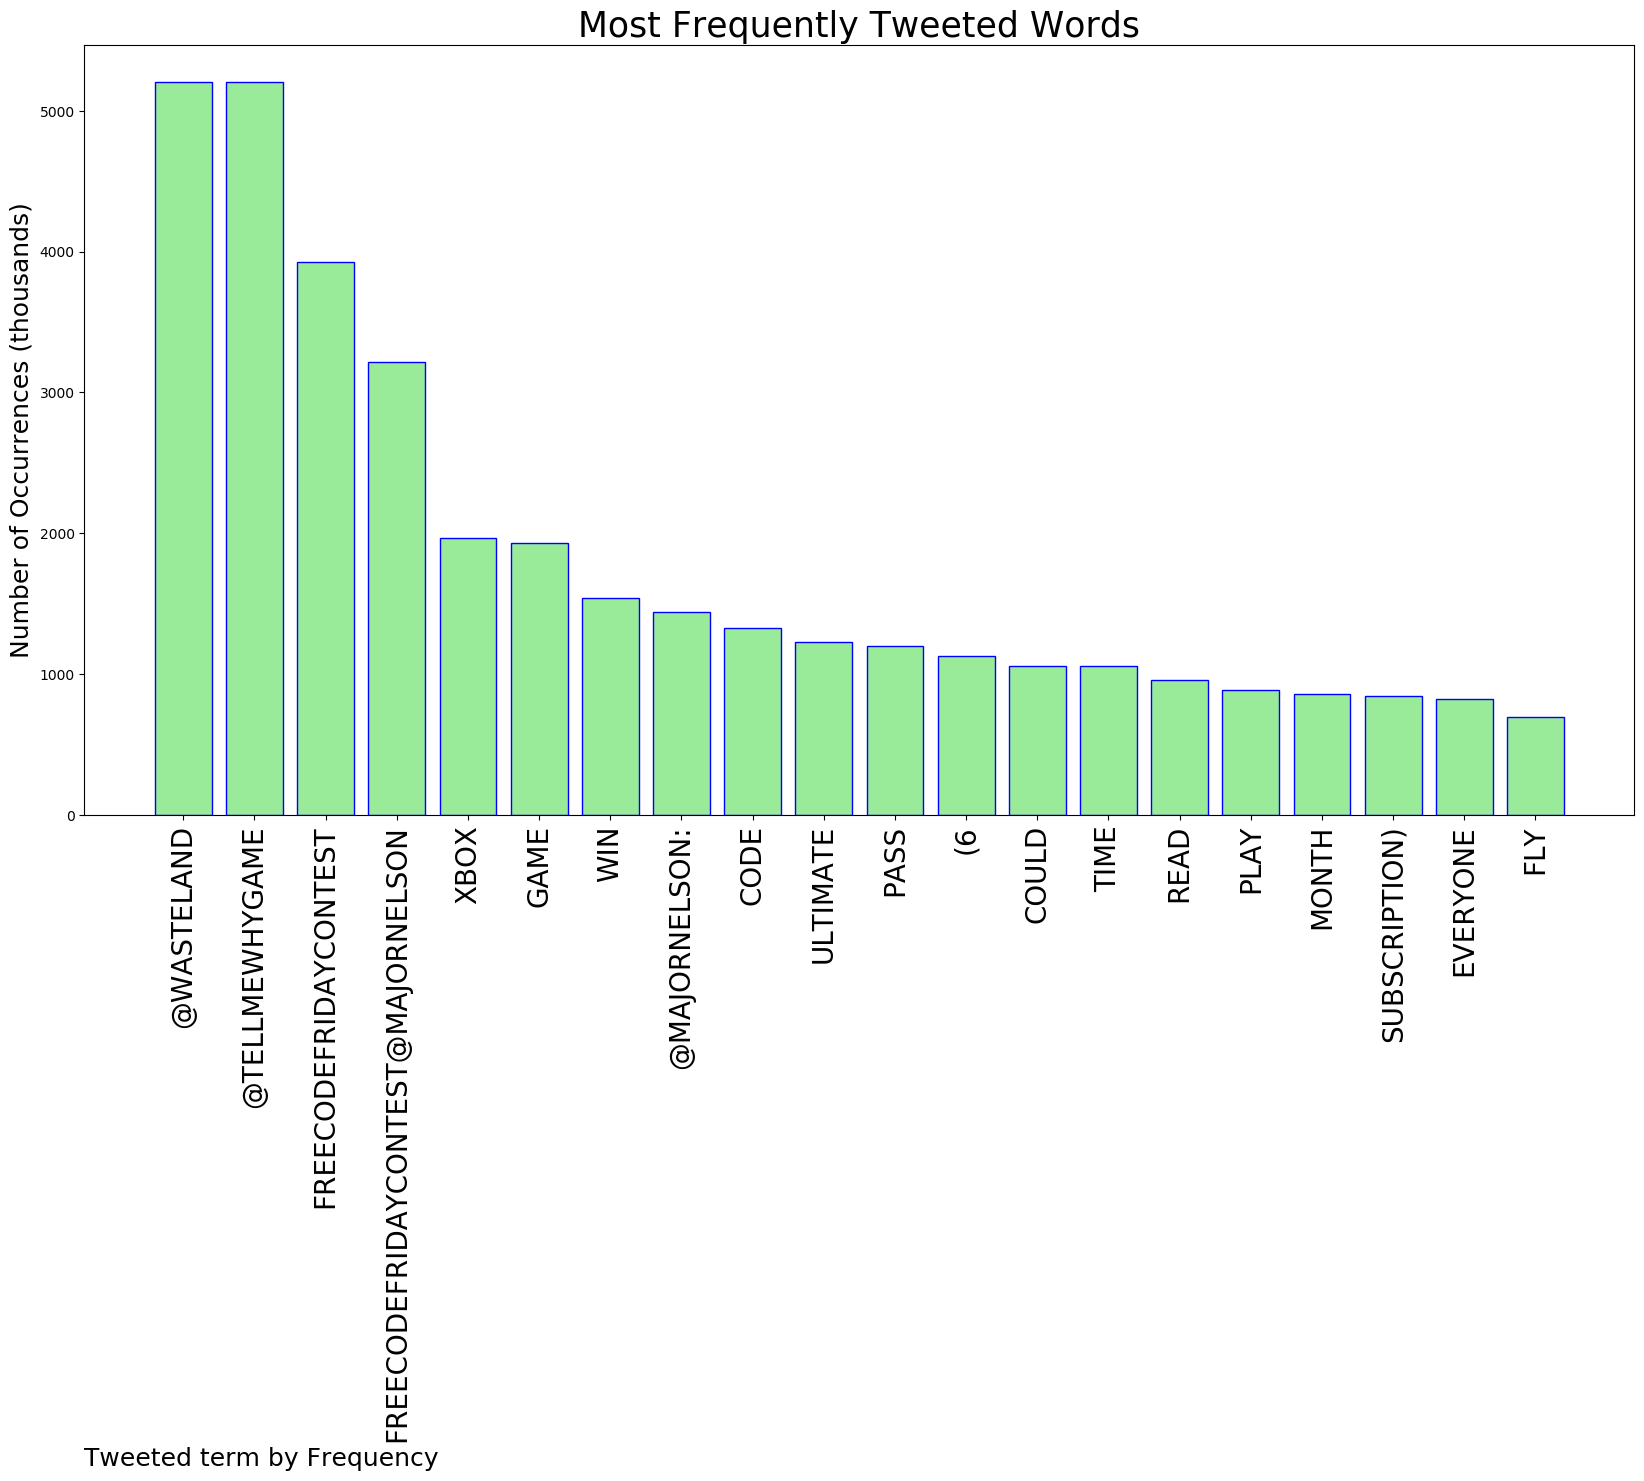 Most Frequently Tweeted Words
Number of Occurrences (thousands)
5000
4000
3000
2000
1000
0
@WASTELAND
@TELLMEWHYGAME
FREECODEFRIDAYCONTEST
FREECODEFRIDAYCONTEST@MAJORNELSON
XBOX
GAME
WIN
@MAJORNELSON:
CODE
ULTIMATE
PASS
(6
COULD
TIME
READ
PLAY
MONTH
SUBSCRIPTION)
EVERYONE
FLY
Tweeted term by Frequency